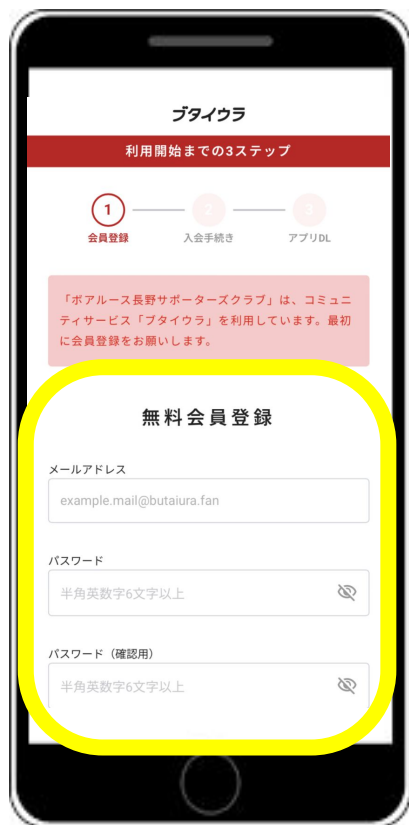 ブタイウラ
利用開始までの3ステップ
1 2 3
会員登録 入会手続き アプリDL
「ボアルース長野サポーターズクラブ」は、コミュニ
ティサービス「ブタイウラ」を利用しています。最初
に会員登録をお願いします。
無料会員登録
メールアドレス
example.mail@butaiura.fan
パスワード
半角英数字6文字以上
パスワード（確認用）
半角英数字6文字以上